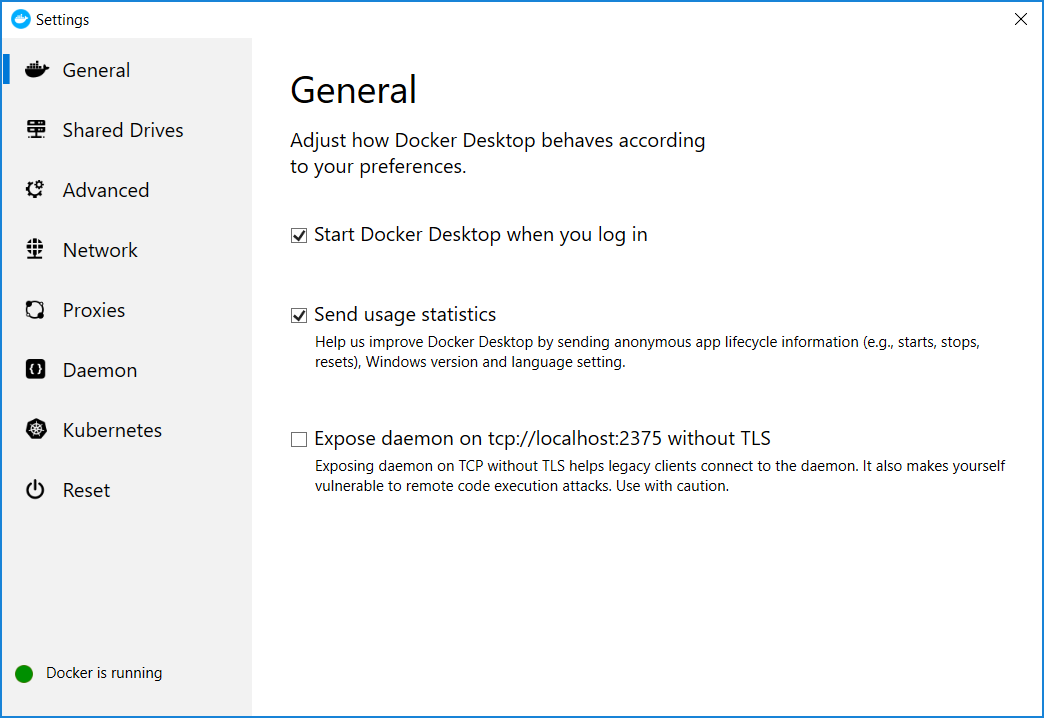 Settings
General
Shared Drives
Advanced
Network
Proxies
Daemon
Kubernetes
Reset
Docker is running
General
Adjust how Docker Desktop behaves according
to your preferences.
Start Docker Desktop when you log in
Send usage statistics
Help us improve Docker Desktop by sending anonymous app lifecycle information (e.g., starts, stops,
resets), Windows version and language setting.
Expose daemon on tcp://localhost:2375 without TLS
Exposing daemon on TCP without TLS helps legacy clients connect to the daemon. It also makes yourself
vulnerable to remote code execution attacks. Use with caution.